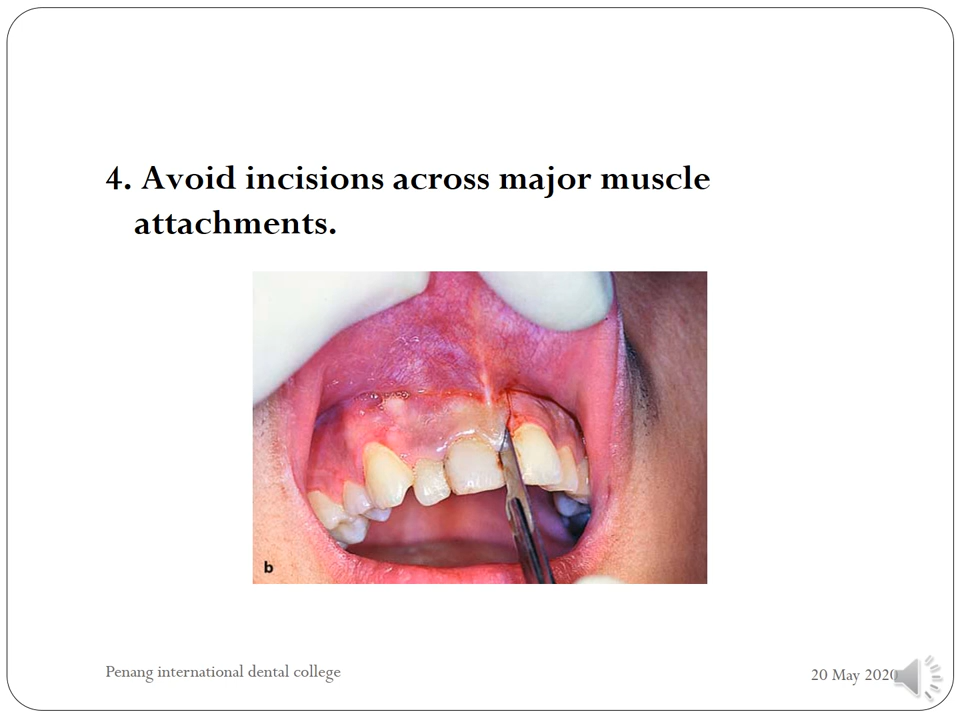 4. Avoid incisions across major muscle
attachments.
b
Penang international dental college
20 May 2020